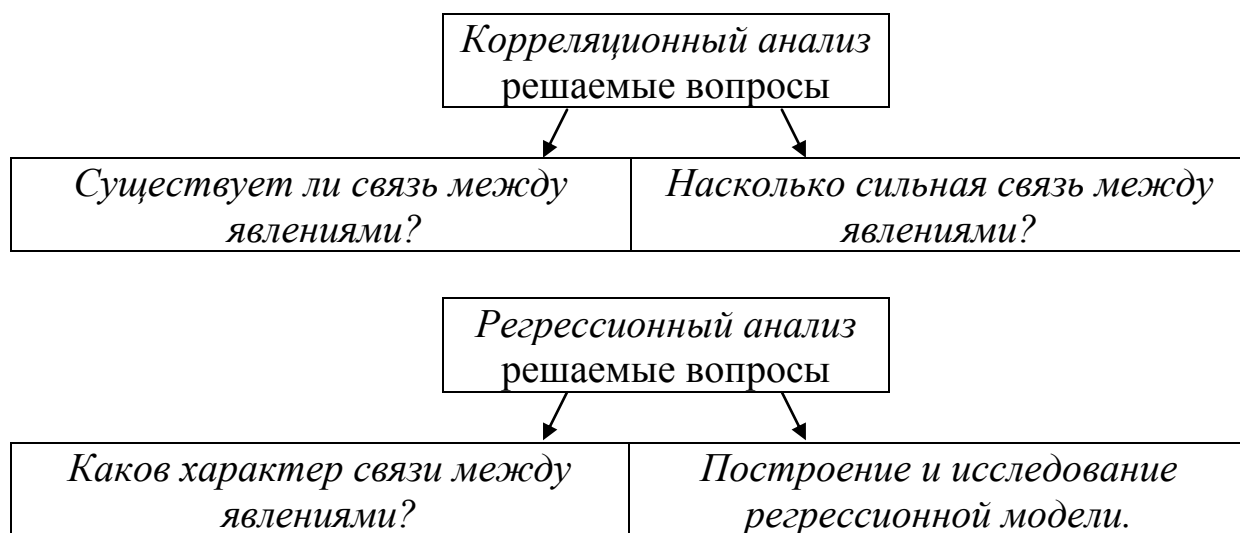 Корреляционный анализ
решаемые вопросы
Существует ли связь между
явлениями?
Насколько сильная связь между
явлениями?
Регрессионный анализ
решаемые вопросы
Каков характер связи между
явлениями?
Построение и исследование
регрессионной модели.